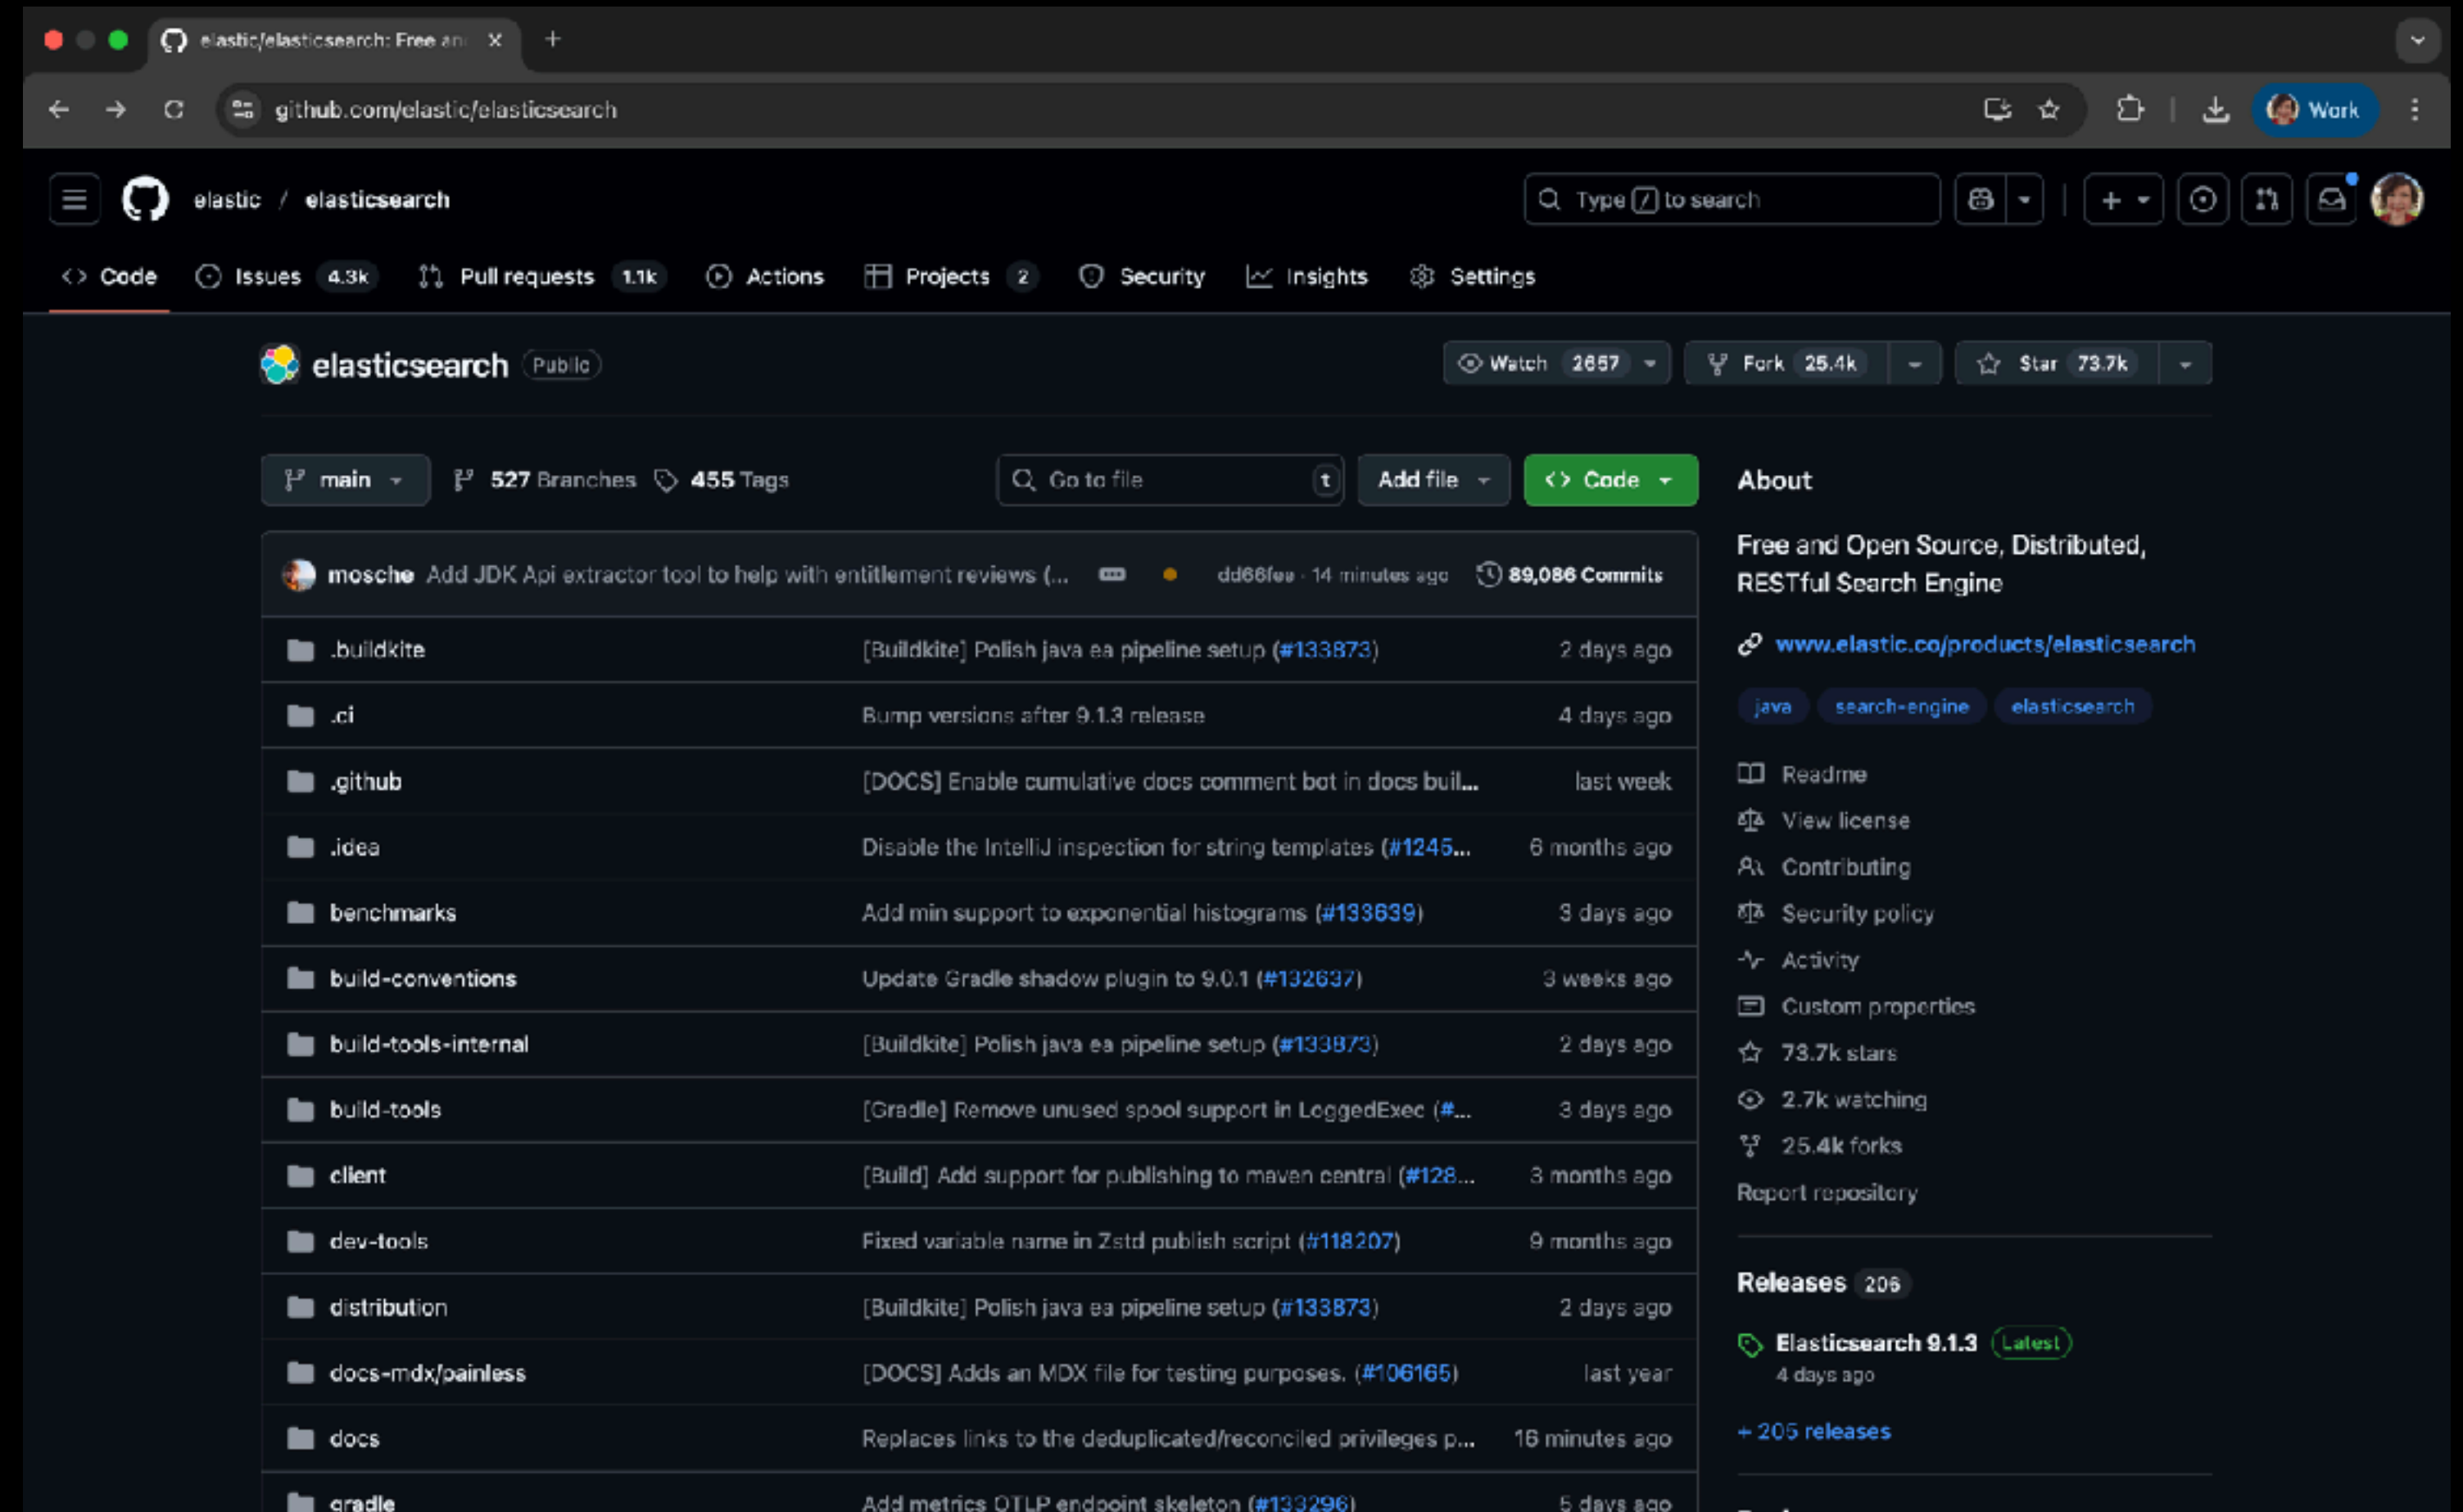 elastic/elasticsearch: Free an
github.com/elastic/elasticsearch
Work
elastic / elasticsearch
Type / to search
Code
Issues 4.3k
Pull requests 1.1k
Actions
Projects 2
Security
Insights
Settings
elasticsearch Public
Watch 2657
Fork 25.4k
Star 73.7k
main
527 Branches
455 Tags
Go to file t
Add file
Code
mosche Add JDK Api extractor tool to help with entitlement reviews (... dd66fee · 14 minutes ago 89,086 Commits
.buildkite [Buildkite] Polish java ea pipeline setup (#133873) 2 days ago
.ci Bump versions after 9.1.3 release 4 days ago
.github [DOCS] Enable cumulative docs comment bot in docs buil... last week
.idea Disable the IntelliJ inspection for string templates (#1245... 6 months ago
benchmarks Add min support to exponential histograms (#133639) 3 days ago
build-conventions Update Gradle shadow plugin to 9.0.1 (#132637) 3 weeks ago
build-tools-internal [Buildkite] Polish java ea pipeline setup (#133873) 2 days ago
build-tools [Gradle] Remove unused spool support in LoggedExec (#... 3 days ago
client [Build] Add support for publishing to maven central (#128... 3 months ago
dev-tools Fixed variable name in Zstd publish script (#118207) 9 months ago
distribution [Buildkite] Polish java ea pipeline setup (#133873) 2 days ago
docs-mdx/painless [DOCS] Adds an MDX file for testing purposes. (#106165) last year
docs Replaces links to the deduplicated/reconciled privileges p... 16 minutes ago
gradle Add metrics OTLP endpoint skeleton (#133296) 5 days ago
About
Free and Open Source, Distributed,
RESTful Search Engine
www.elastic.co/products/elasticsearch
java search-engine elasticsearch
Readme
View license
Contributing
Security policy
Activity
Custom properties
73.7k stars
2.7k watching
25.4k forks
Report repository
Releases 206
Elasticsearch 9.1.3 Latest
4 days ago
+ 205 releases